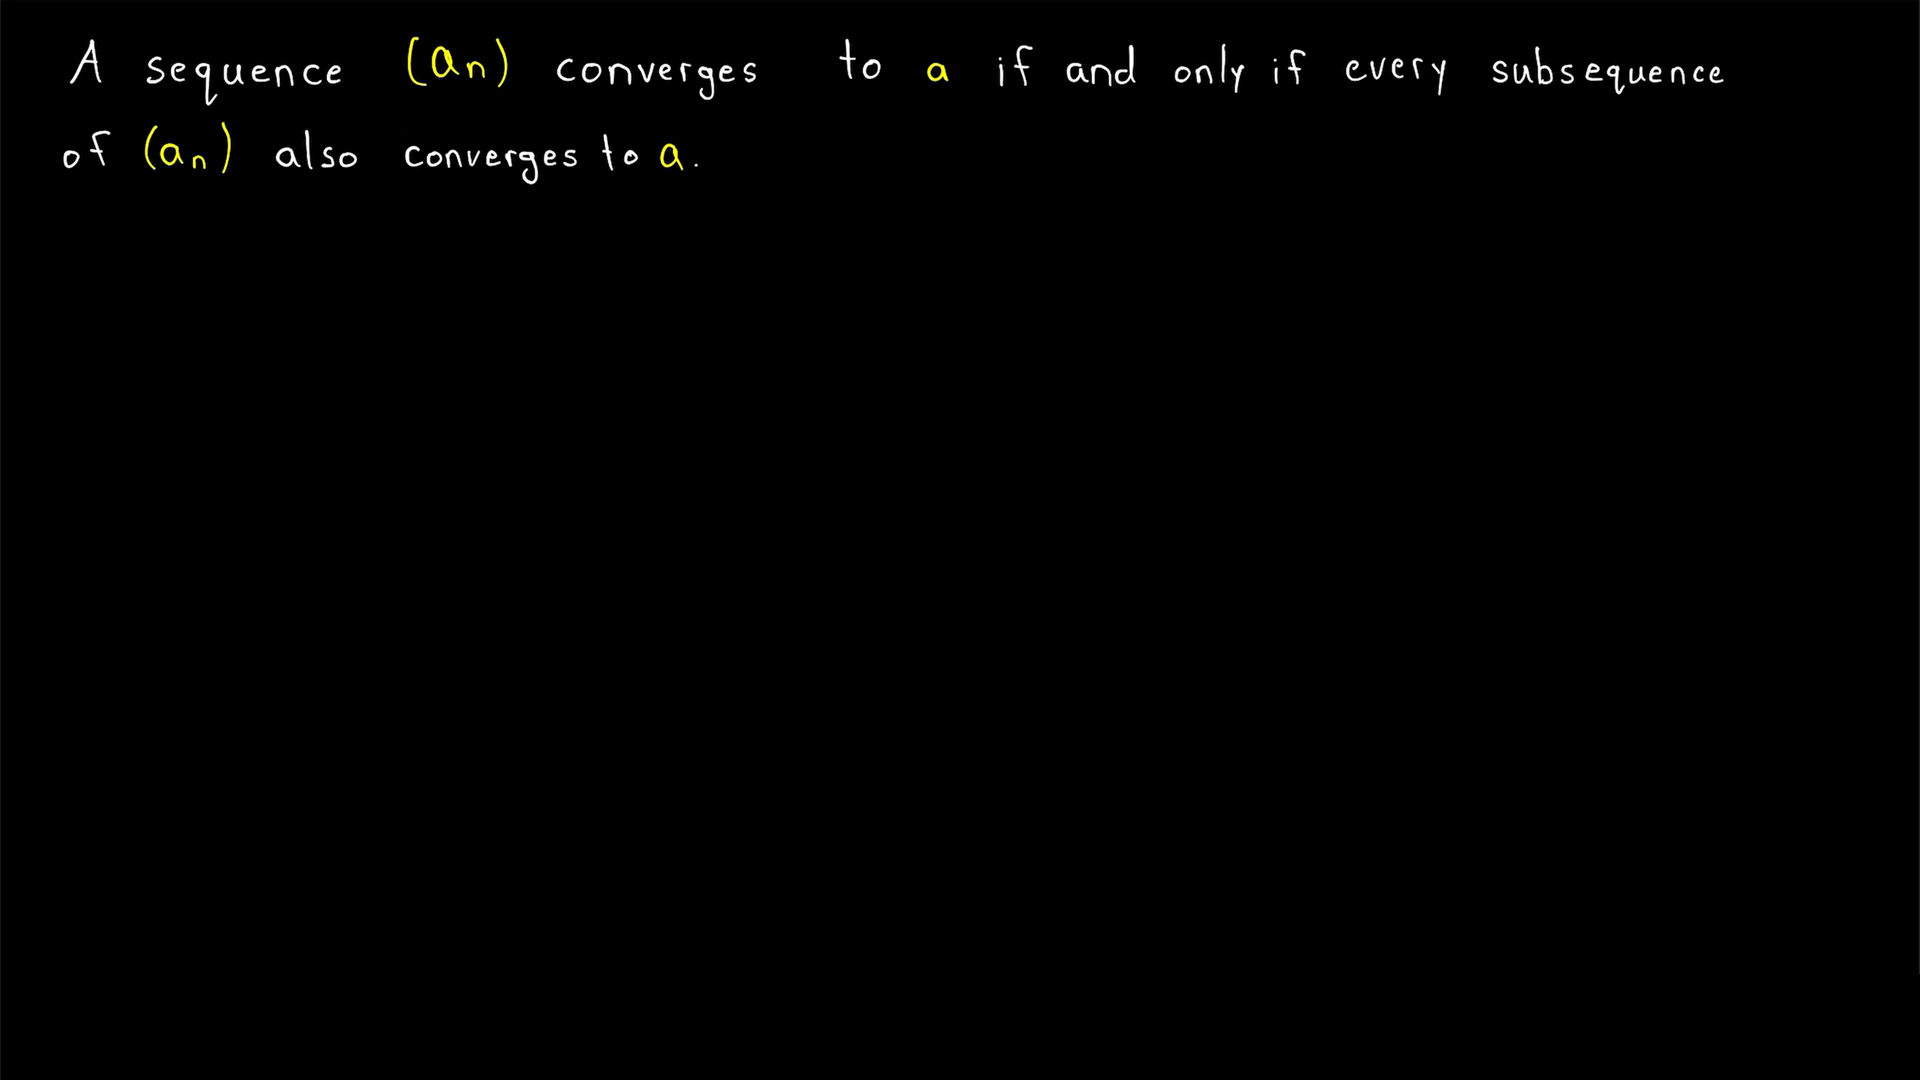 A sequence (an) converges to a if and only if every subsequence
of (an) also converges to a.